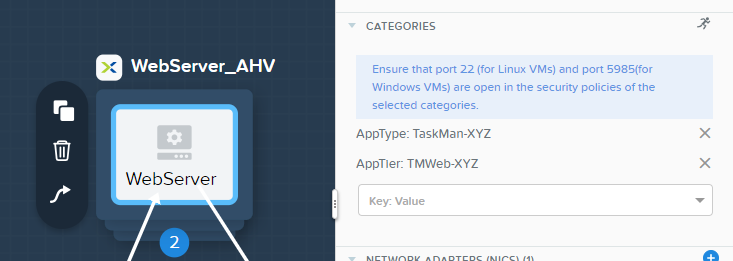 WebServer_AHV
WebServer
2
CATEGORIES
Ensure that port 22 (for Linux VMs) and port 5985(for
Windows VMs) are open in the security policies of the
selected categories.
AppType: TaskMan-XYZ
AppTier: TMWeb-XYZ
Key: Value
NETWORK ADAPTERS (NICS) (1)